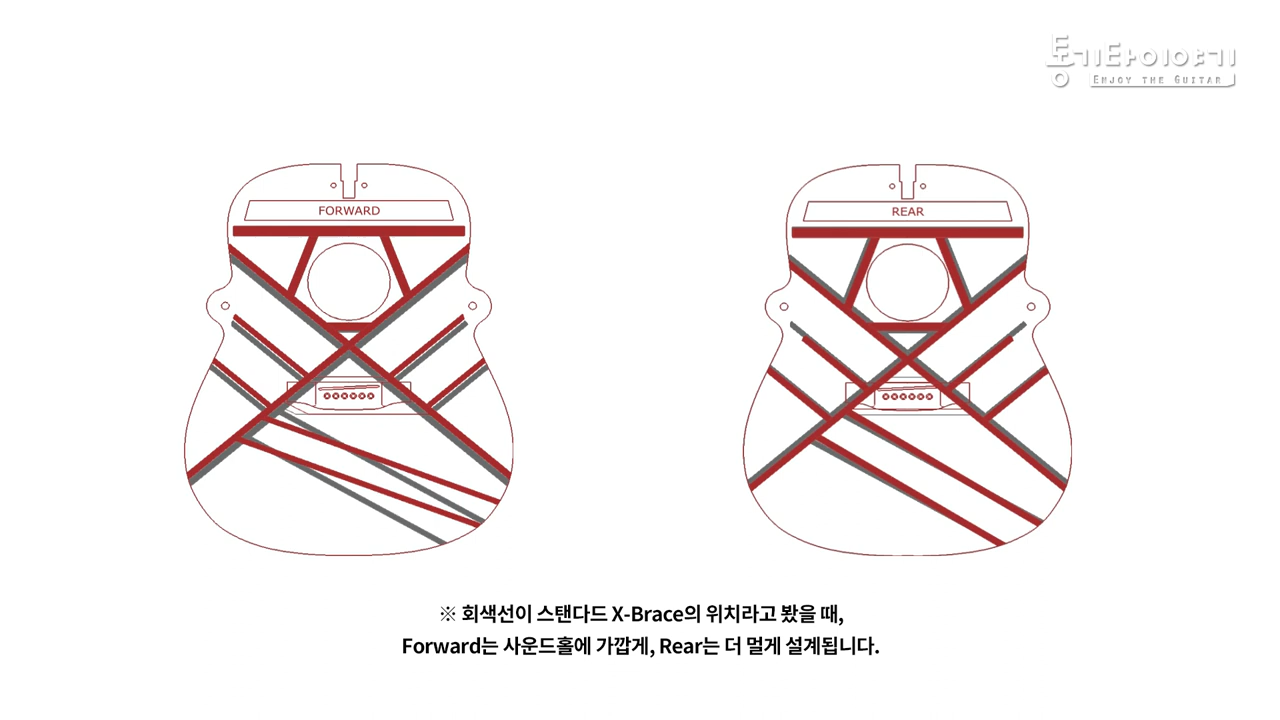 통기타이야기
ENJOY THE GUITAR
FORWARD
REAR
※ 회색선이 스탠다드 X-Brace의 위치라고 봤을 때,
Forward는 사운드홀에 가깝게, Rear는 더 멀게 설계됩니다.